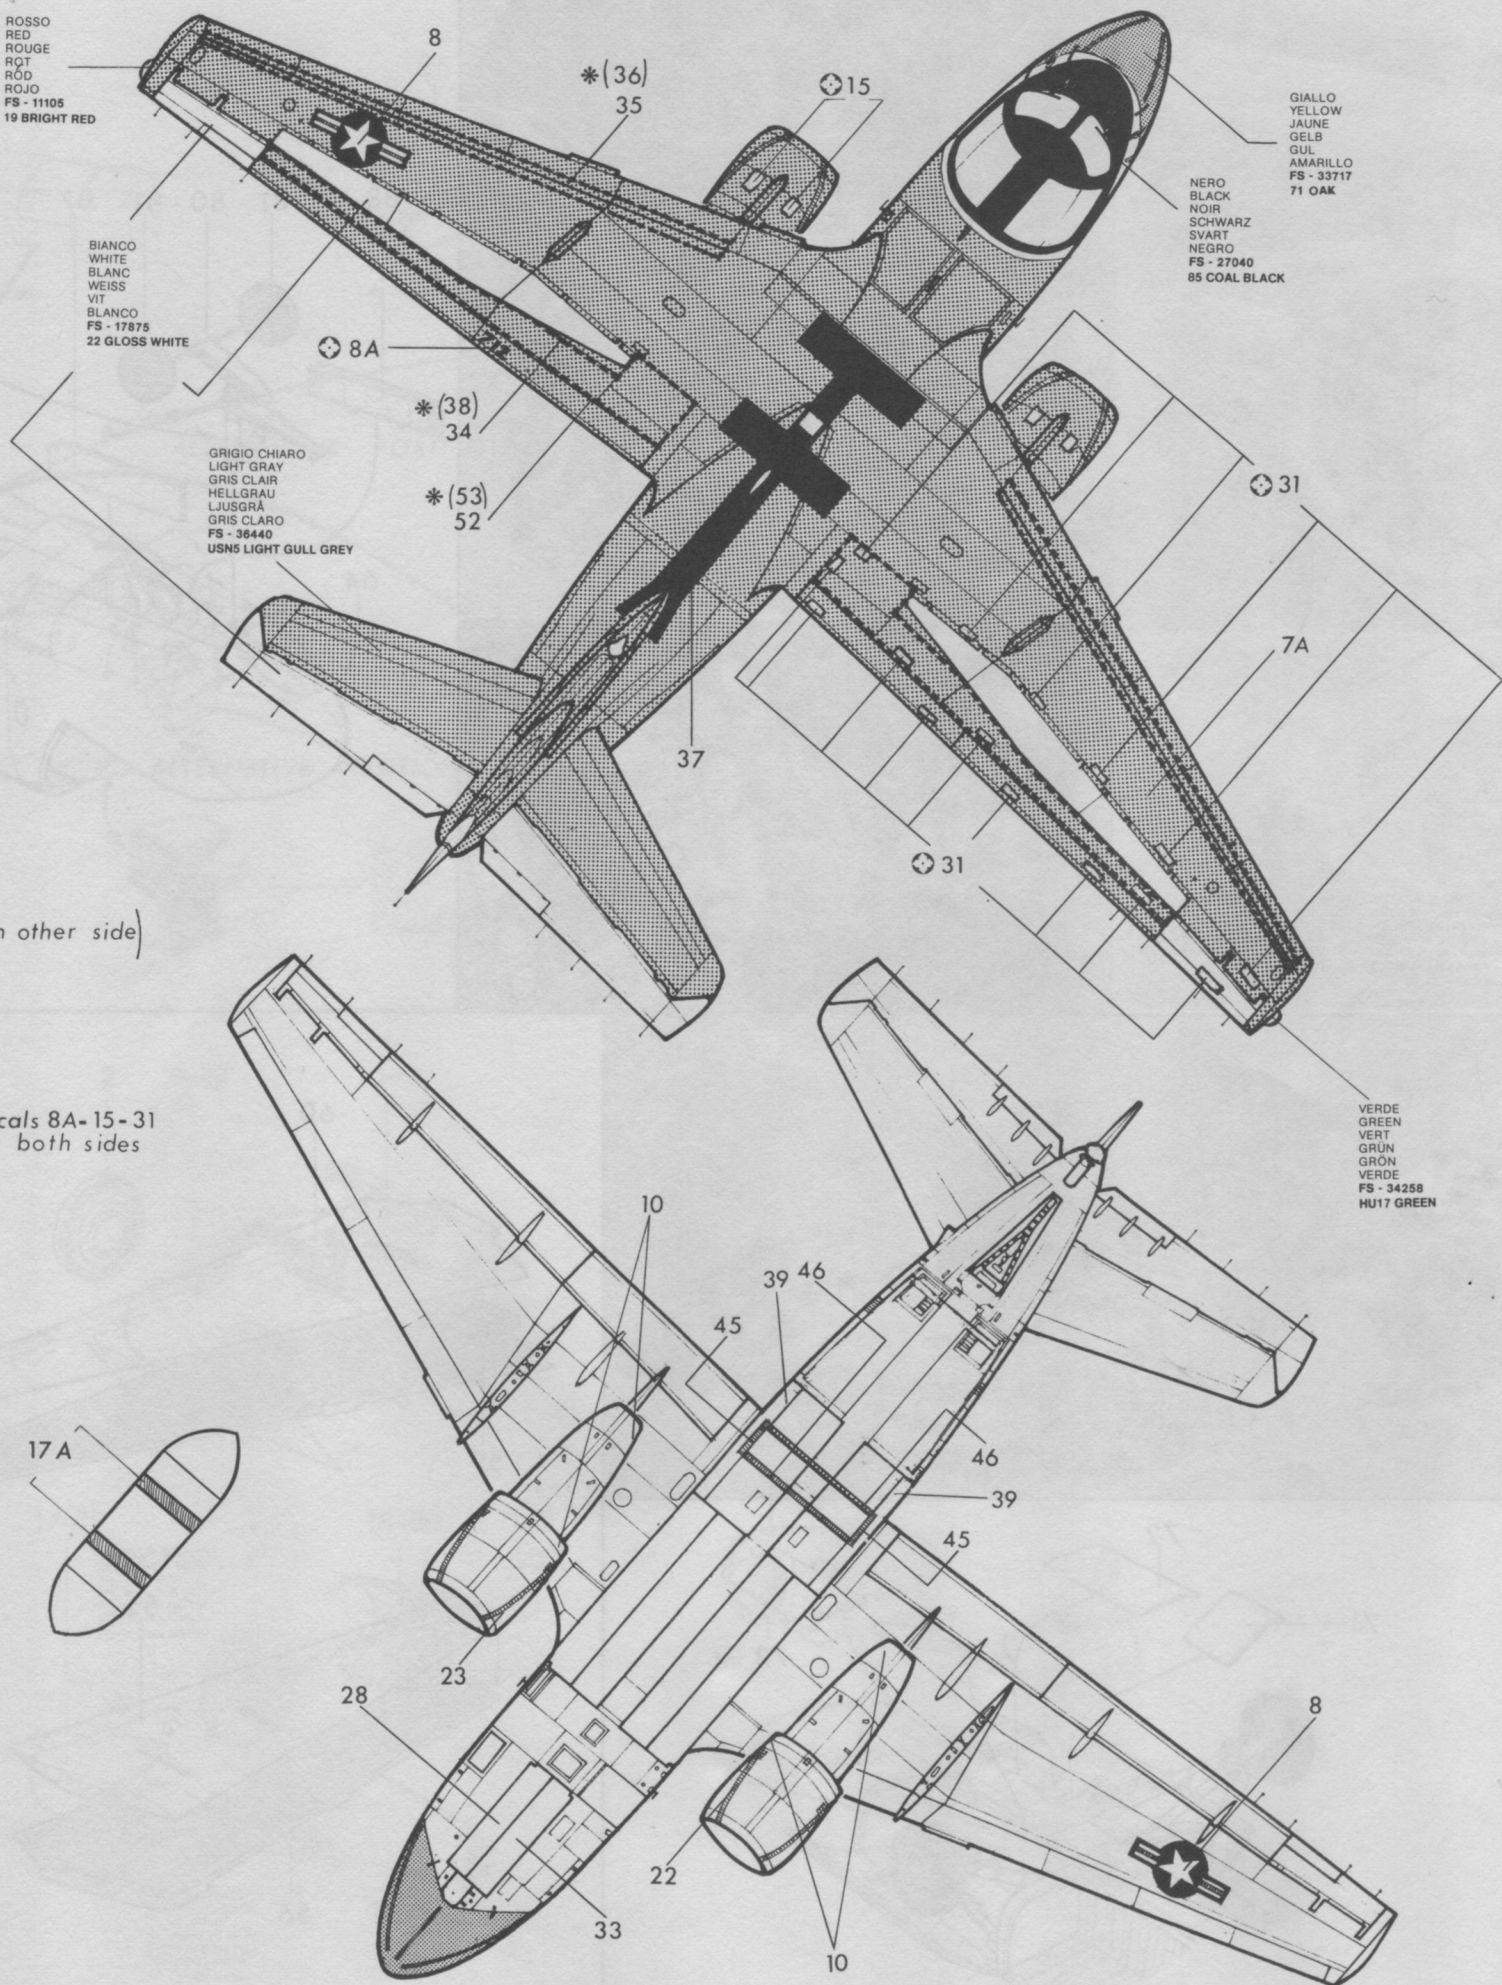 ROSSO
RED
ROUGE
ROT
RÖD
ROJO
FS - 11105
19 BRIGHT RED
8
*(36)
35
15
GIALLO
YELLOW
JAUNE
GELB
GUL
AMARILLO
FS - 33717
71 OAK
NERO
BLACK
NOIR
SCHWARZ
SVART
NEGRO
FS - 27040
85 COAL BLACK
BIANCO
WHITE
BLANC
WEISS
VIT
BLANCO
FS - 17875
22 GLOSS WHITE
8A
712
*(38)
34
*(53)
52
GRIGIO CHIARO
LIGHT GRAY
GRIS CLAIR
HELLGRAU
LJUSGRÅ
GRIS CLARO
FS - 36440
USN5 LIGHT GULL GREY
31
7A
37
31
other side)
VERDE
GREEN
VERT
GRÜN
GRÖN
VERDE
FS - 34258
HU17 GREEN
8A-15-31
both sides
10
39
46
45
17A
46
39
45
23
28
8
22
33
10